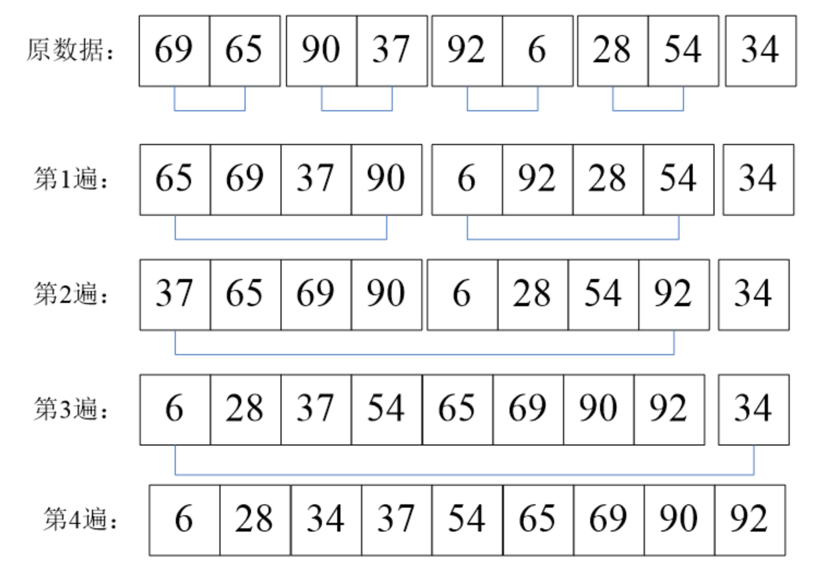 原数据： 69 65 90 37 92 6 28 54 34
第1遍： 65 69 37 90 6 92 28 54 34
第2遍： 37 65 69 90 6 28 54 92 34
第3遍： 6 28 37 54 65 69 90 92 34
第4遍： 6 28 34 37 54 65 69 90 92